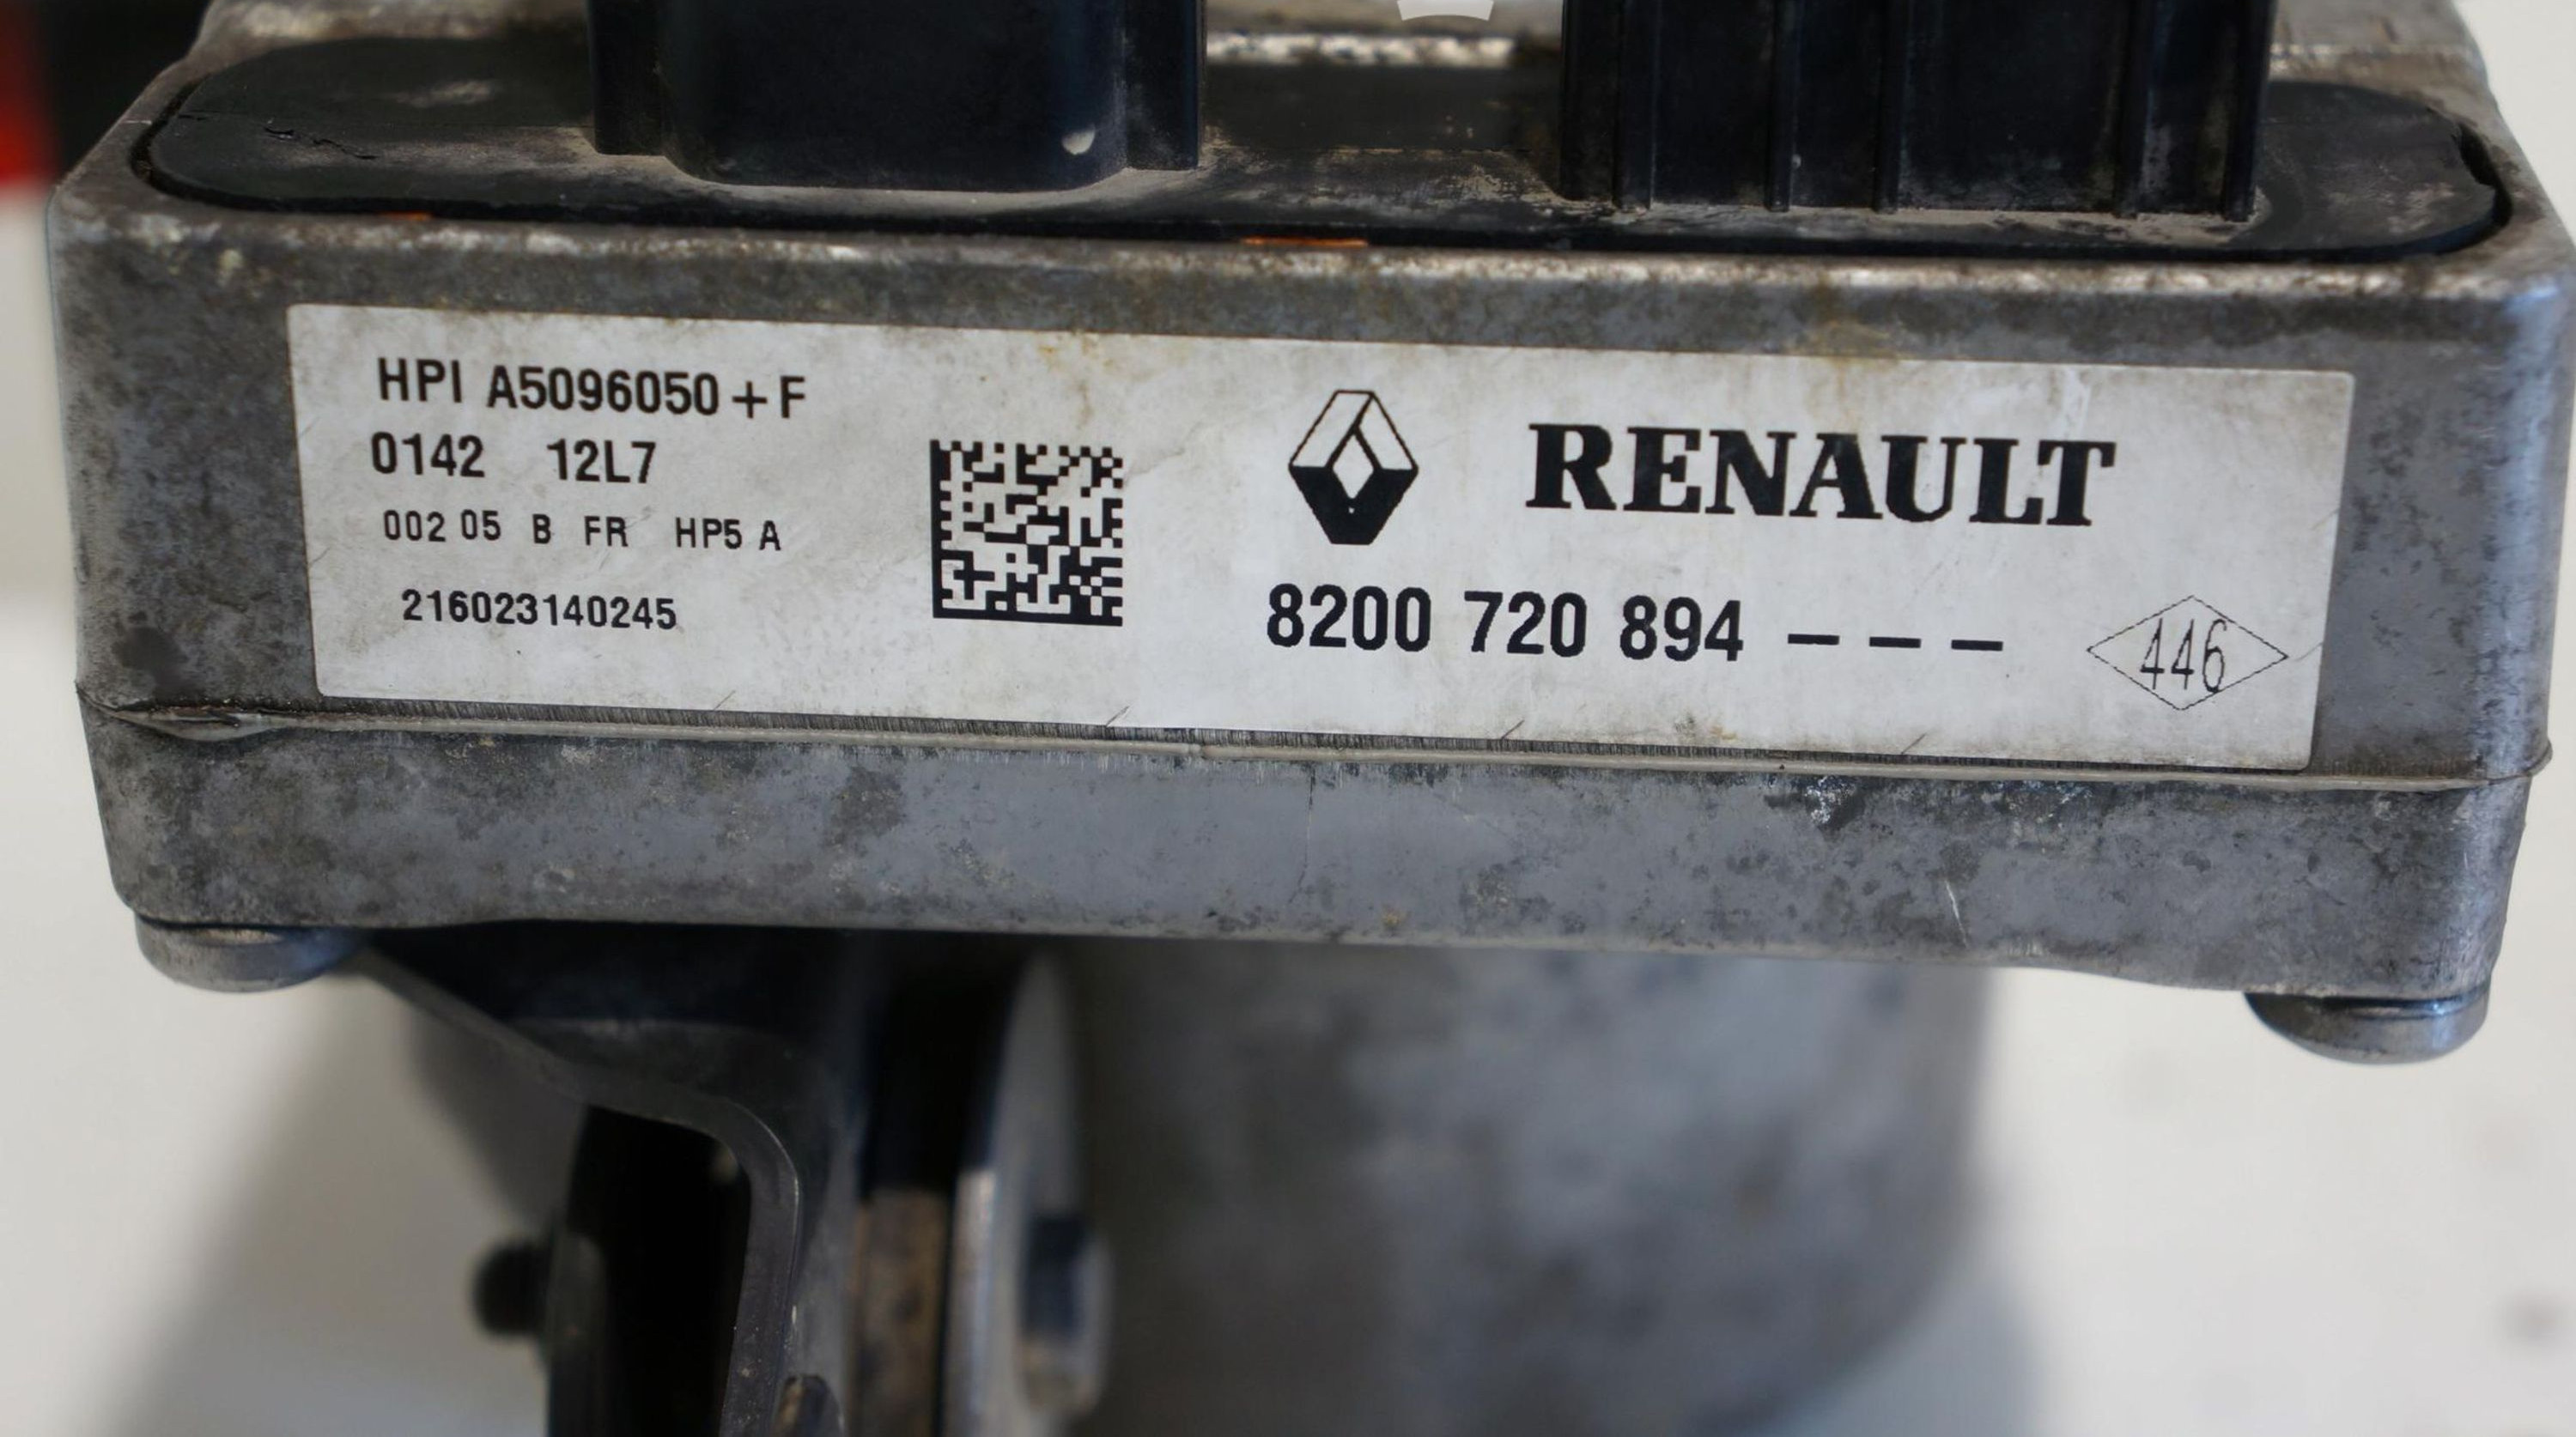 HPI A5096050+F
0142 12L7
002 05 B FR HP5 A
216023140245
RENAULT
8200 720 894 – – –
446